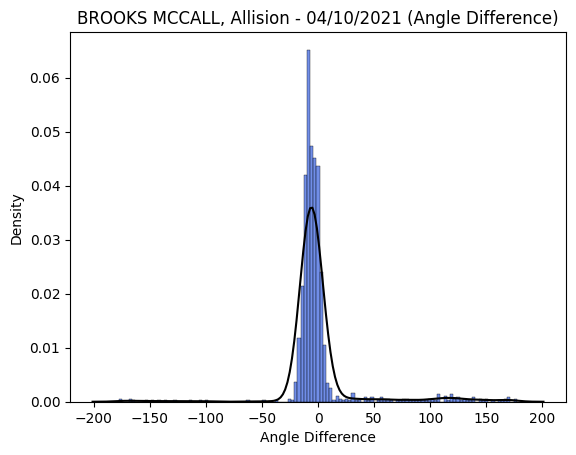 BROOKS MCCALL, Allision - 04/10/2021 (Angle Difference)
Density
0.06
0.05
0.04
0.03
0.02
0.01
0.00
−200 −150 −100 −50 0 50 100 150 200
Angle Difference